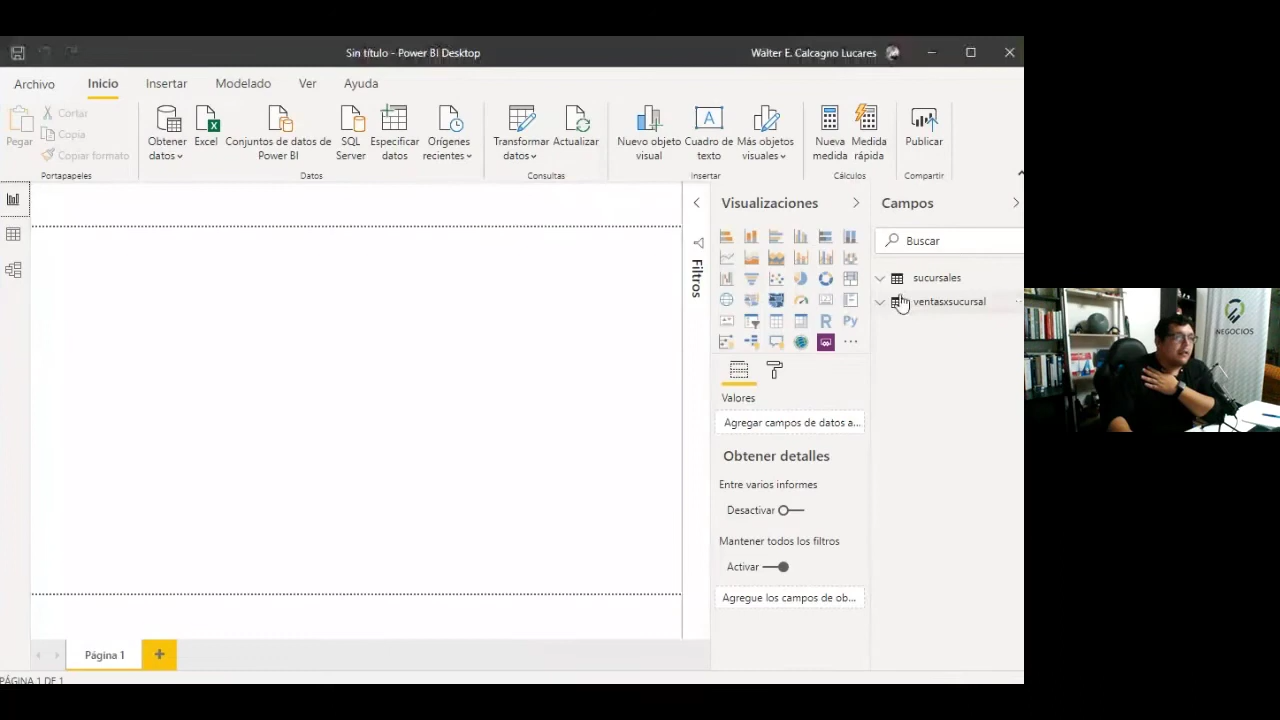 Sin título - Power BI Desktop
Walter E. Calcagno Lucares
Archivo
Inicio
Insertar
Modelado
Ver
Ayuda
Pegar
Cortar
Copia
Copiar formato
Portapapeles
Obtener
datos
Excel
Conjuntos de datos de
Power BI
SQL
Server
Especificar
datos
Orígenes
recientes
Datos
Transformar
datos
Actualizar
Consultas
Nuevo objeto
visual
Cuadro de
texto
Más objetos
visuales
Insertar
Nueva
medida
Medida
rápida
Cálculos
Publicar
Compartir
Filtros
Visualizaciones
R
Py
Valores
Agregar campos de datos a...
Obtener detalles
Entre varios informes
Desactivar
Mantener todos los filtros
Activar
Agregue los campos de ob...
Campos
Buscar
sucursales
ventasxsucursal
NEGOCIOS
Página 1
PÁGINA 1 DE 1